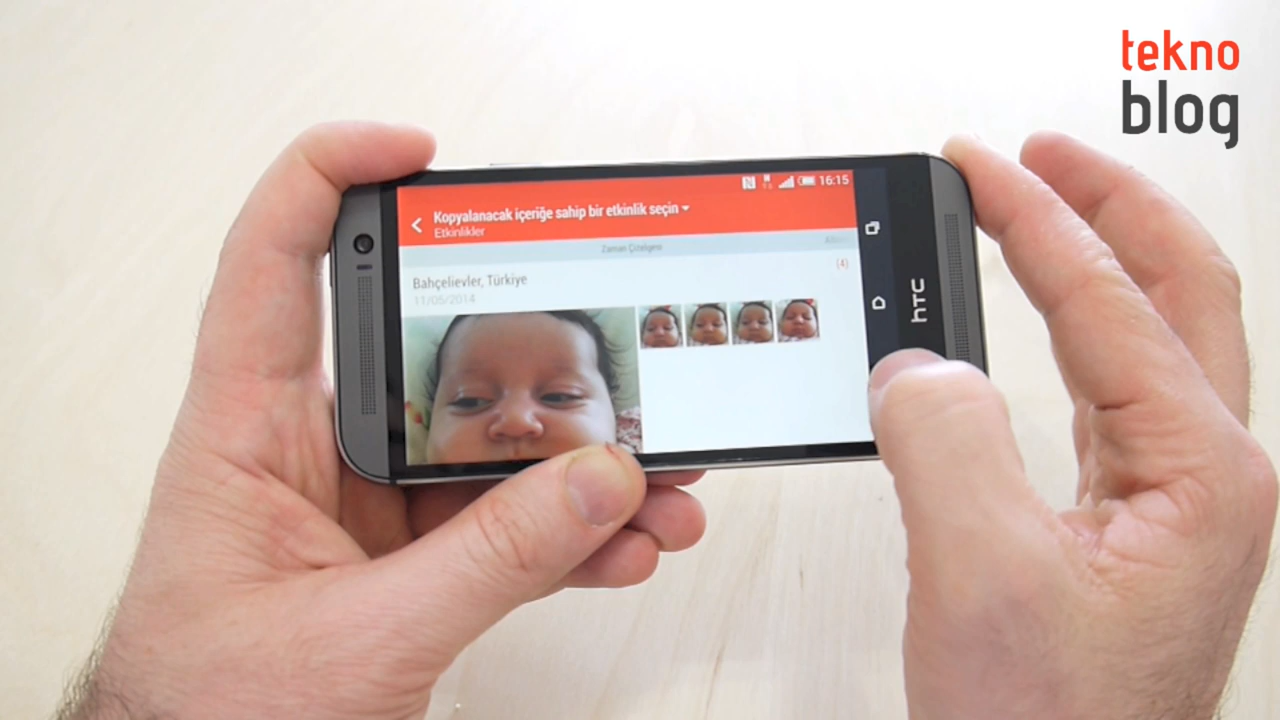 tekno
blog
16:15
Kopyalanacak içeriğe sahip bir etkinlik seçin
Etkinlikler
Zaman Çizelgesi
Bahçelievler, Türkiye
(4)
11/05/2014
hTC